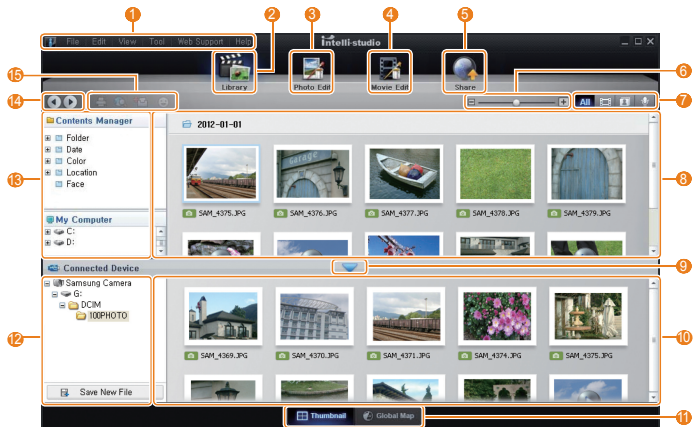 1 2 3 4 5
File Edit View Tool Web Support Help
Intelli-studio
6
15
Library Photo Edit Movie Edit Share
14
All
7
Contents Manager
2012-01-01
Folder
Date
Color
Location
Face
13
8
SAM_4375.JPG SAM_4376.JPG SAM_4377.JPG SAM_4378.JPG SAM_4379.JPG
My Computer
C:
D:
Connected Device
9
Samsung Camera
G:
DCIM
100PHOTO
12
10
SAM_4369.JPG SAM_4370.JPG SAM_4371.JPG SAM_4374.JPG SAM_4375.JPG
Save New File
Thumbnail Global Map
11